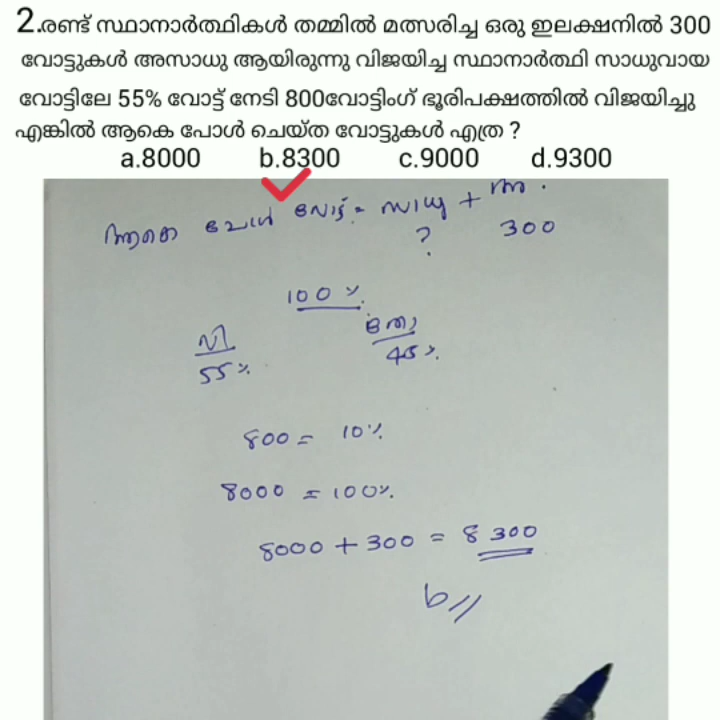 2.രണ്ട് സ്ഥാനാർത്ഥികൾ തമ്മിൽ മത്സരിച്ച ഒരു ഇലക്ഷനിൽ 300
വോട്ടുകൾ അസാധു ആയിരുന്നു വിജയിച്ച സ്ഥാനാർത്ഥി സാധുവായ
വോട്ടിലേ 55% വോട്ട് നേടി 800വോട്ടിംഗ് ഭൂരിപക്ഷത്തിൽ വിജയിച്ചു
എങ്കിൽ ആകെ പോൾ ചെയ്ത വോട്ടുകൾ എത്ര ?
a.8000 b.8300 c.9000 d.9300
ആകെ പോൾ വോട്ട് = സാധു + അ.
? 300
100 %.
വി തോ
55 %. 45 %.
800 = 10%.
8000 = 100%.
8000 + 300 = 8300
b //